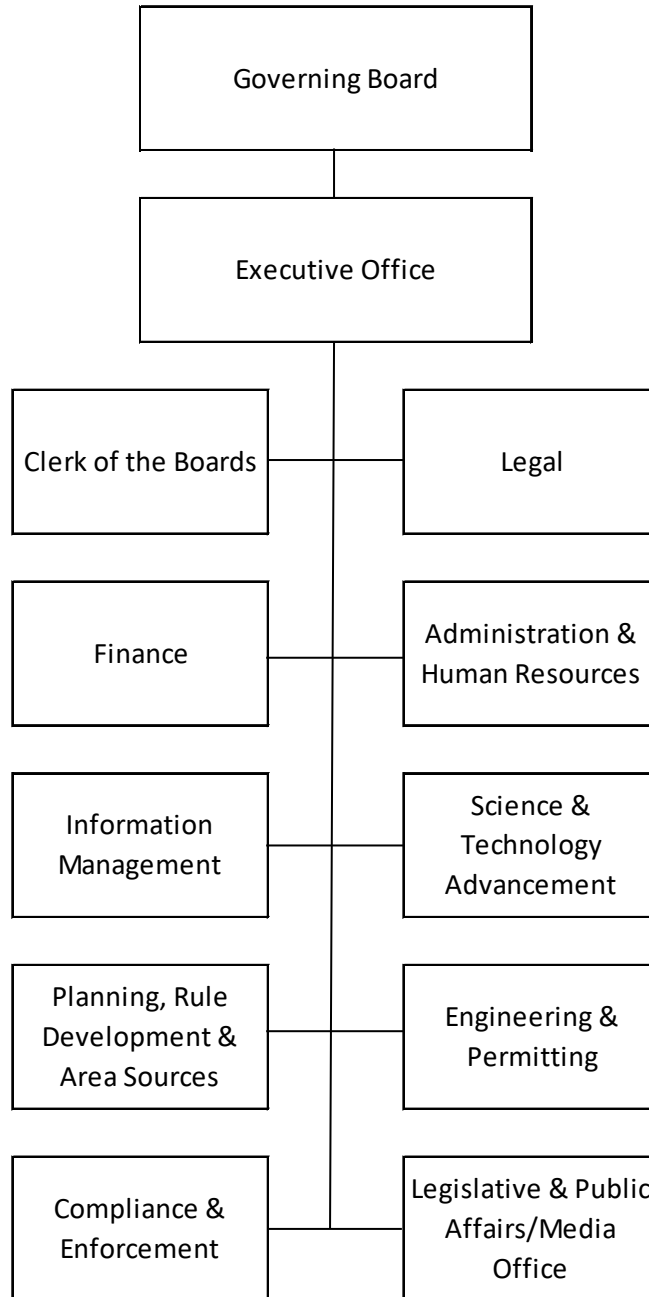 Governing Board
Executive Office
Clerk of the Boards
Legal
Finance
Administration &
Human Resources
Information
Management
Science &
Technology
Advancement
Planning, Rule
Development &
Area Sources
Engineering &
Permitting
Compliance &
Enforcement
Legislative & Public
Affairs/Media
Office